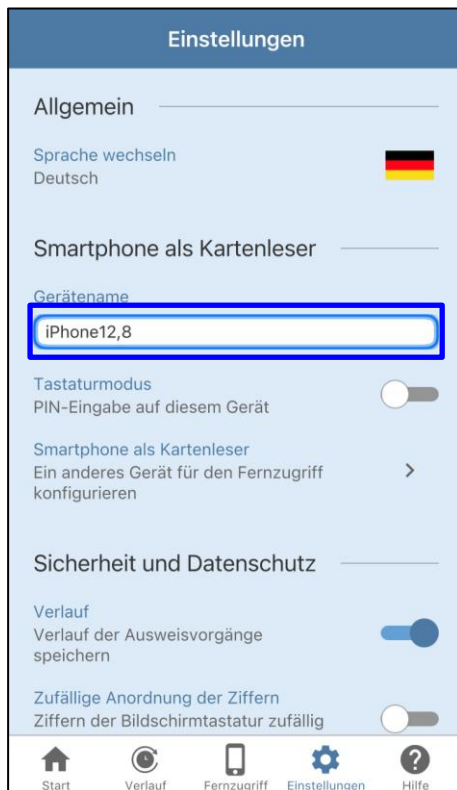 Einstellungen
Allgemein
Sprache wechseln
Deutsch
Smartphone als Kartenleser
Gerätename
iPhone12,8
Tastaturmodus
PIN-Eingabe auf diesem Gerät
Smartphone als Kartenleser
Ein anderes Gerät für den Fernzugriff
konfigurieren
Sicherheit und Datenschutz
Verlauf
Verlauf der Ausweisvorgänge
speichern
Zufällige Anordnung der Ziffern
Ziffern der Bildschirmtastatur zufällig
Start Verlauf Fernzugriff Einstellungen Hilfe